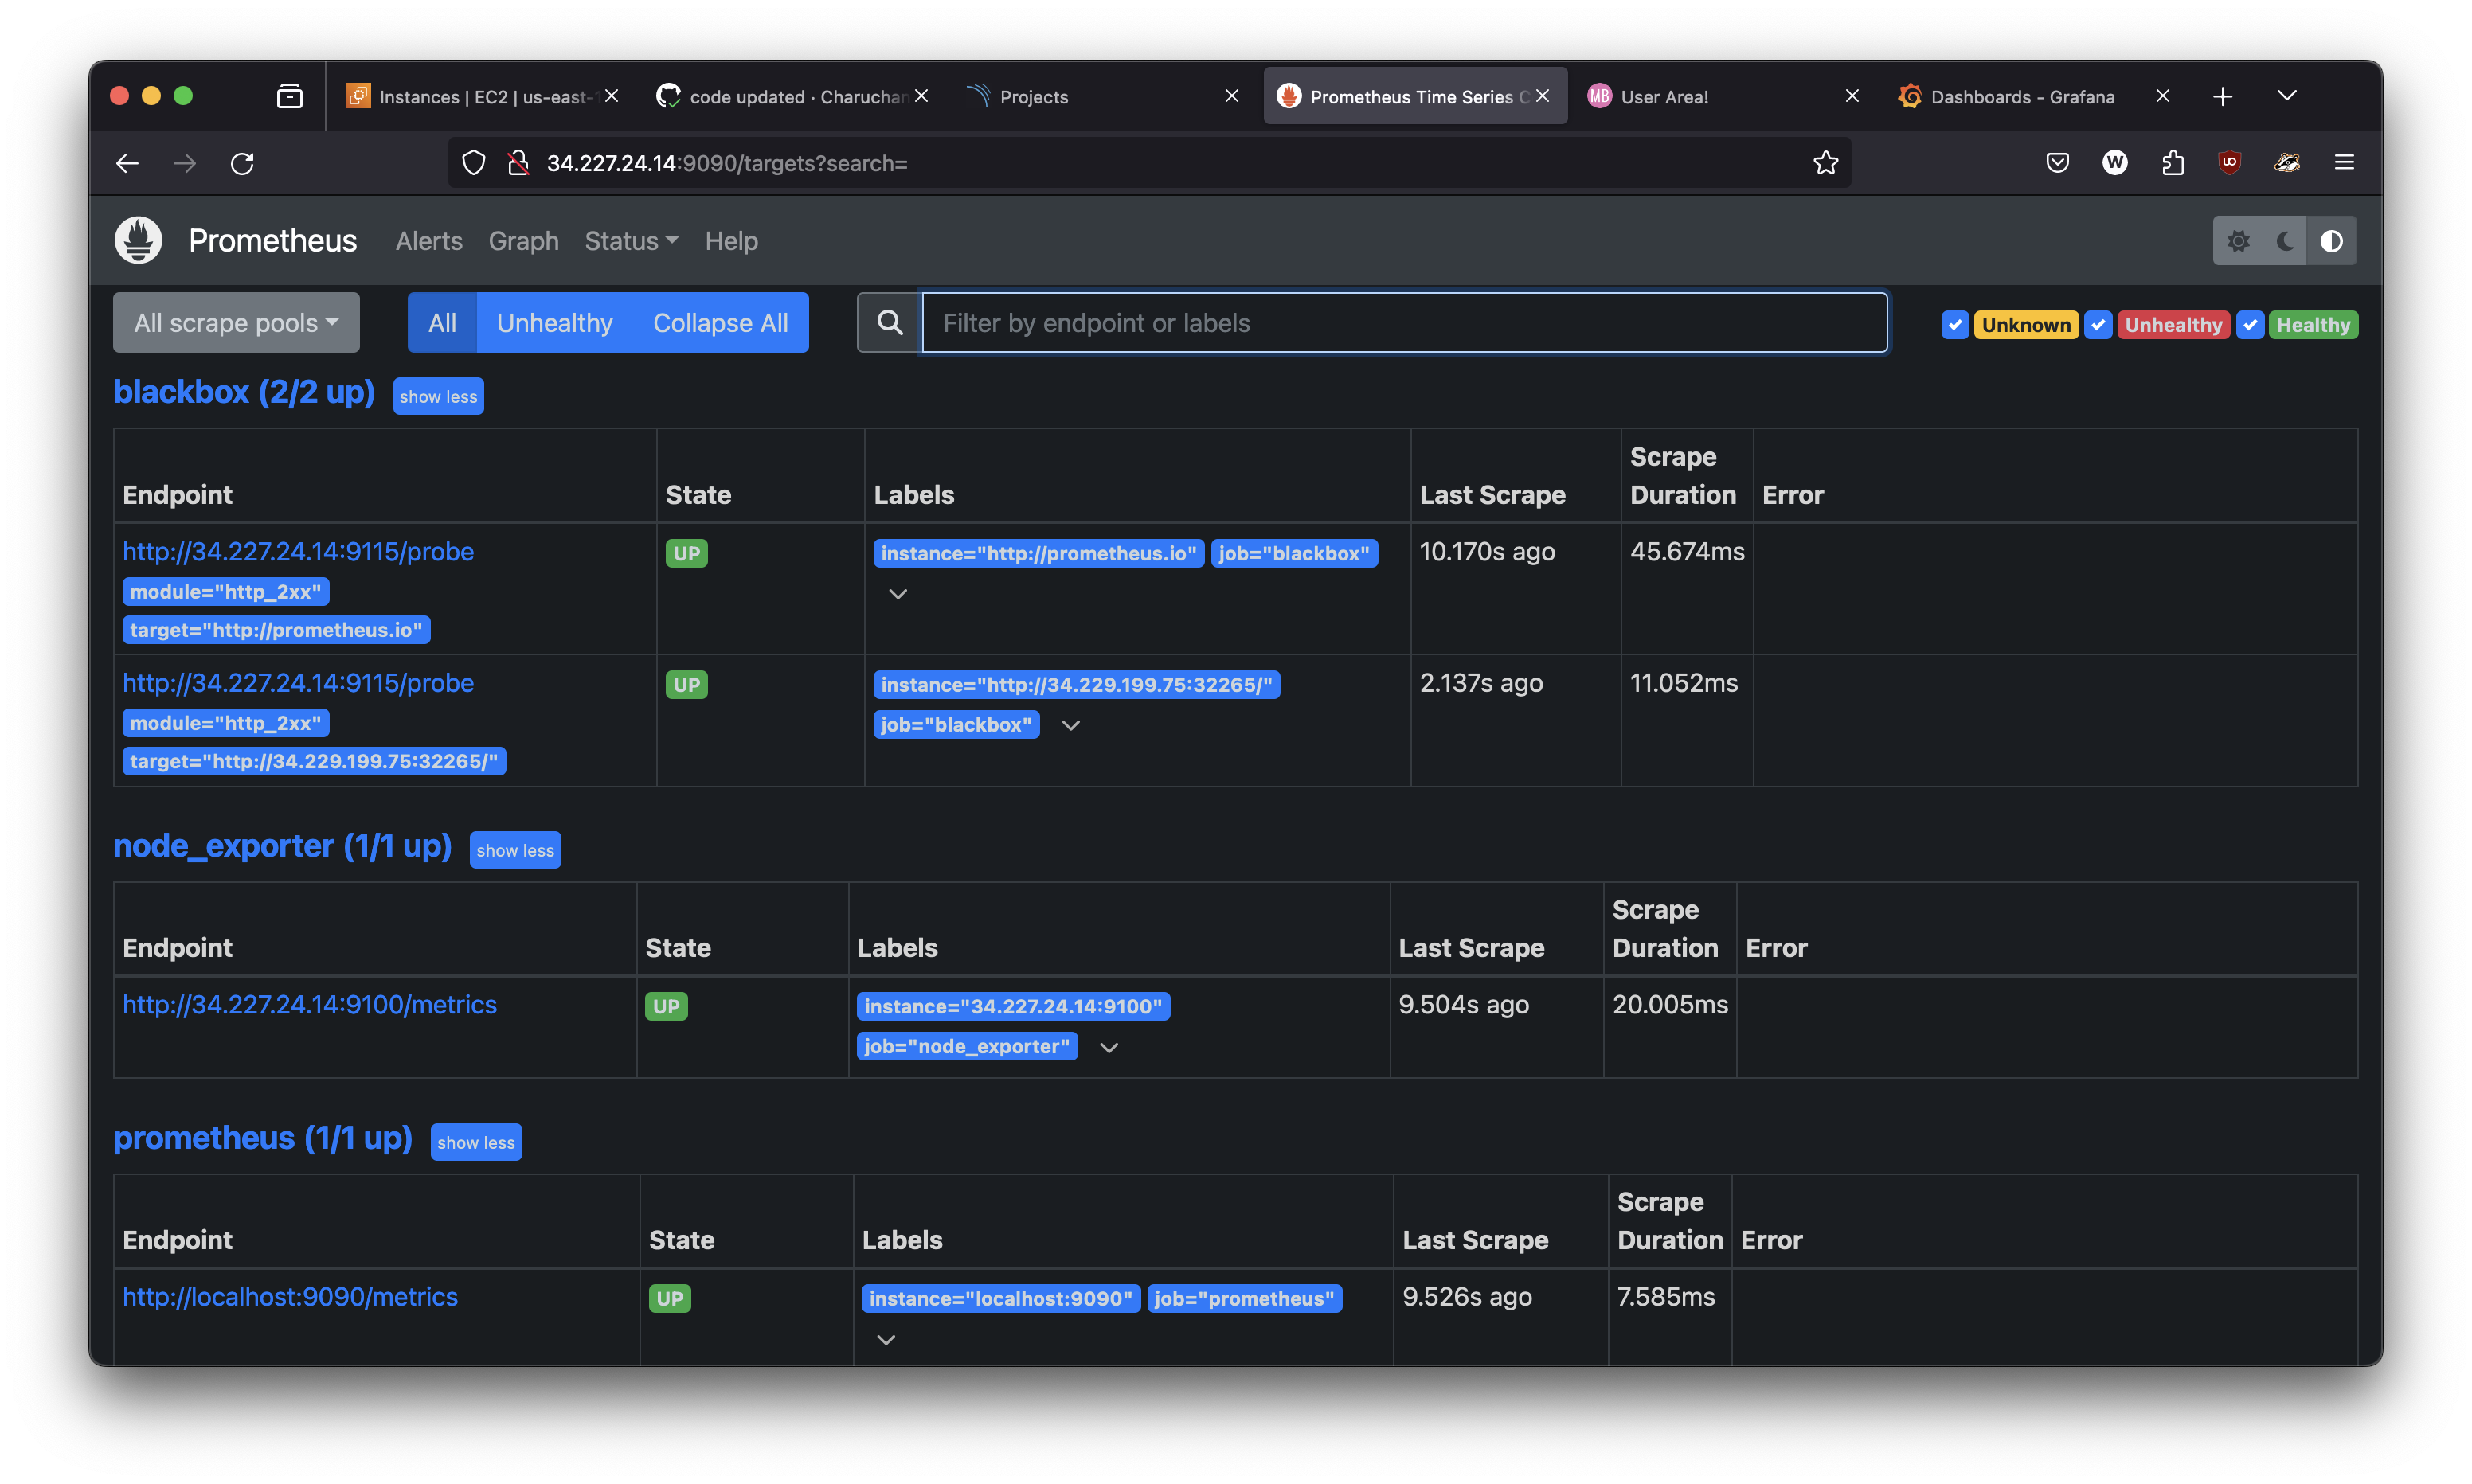 Instances | EC2 | us-east-1
code updated · Charuchan
Projects
Prometheus Time Series C
MB User Area!
Dashboards - Grafana
34.227.24.14:9090/targets?search=
W
UO
Prometheus Alerts Graph Status Help
All scrape pools All Unhealthy Collapse All Filter by endpoint or labels Unknown Unhealthy Healthy
blackbox (2/2 up) show less
Endpoint State Labels Last Scrape Scrape Duration Error
http://34.227.24.14:9115/probe UP instance="http://prometheus.io" job="blackbox" 10.170s ago 45.674ms
module="http_2xx"
target="http://prometheus.io"
http://34.227.24.14:9115/probe UP instance="http://34.229.199.75:32265/" 2.137s ago 11.052ms
module="http_2xx" job="blackbox"
target="http://34.229.199.75:32265/"
node_exporter (1/1 up) show less
Endpoint State Labels Last Scrape Scrape Duration Error
http://34.227.24.14:9100/metrics UP instance="34.227.24.14:9100" 9.504s ago 20.005ms
job="node_exporter"
prometheus (1/1 up) show less
Endpoint State Labels Last Scrape Scrape Duration Error
http://localhost:9090/metrics UP instance="localhost:9090" job="prometheus" 9.526s ago 7.585ms